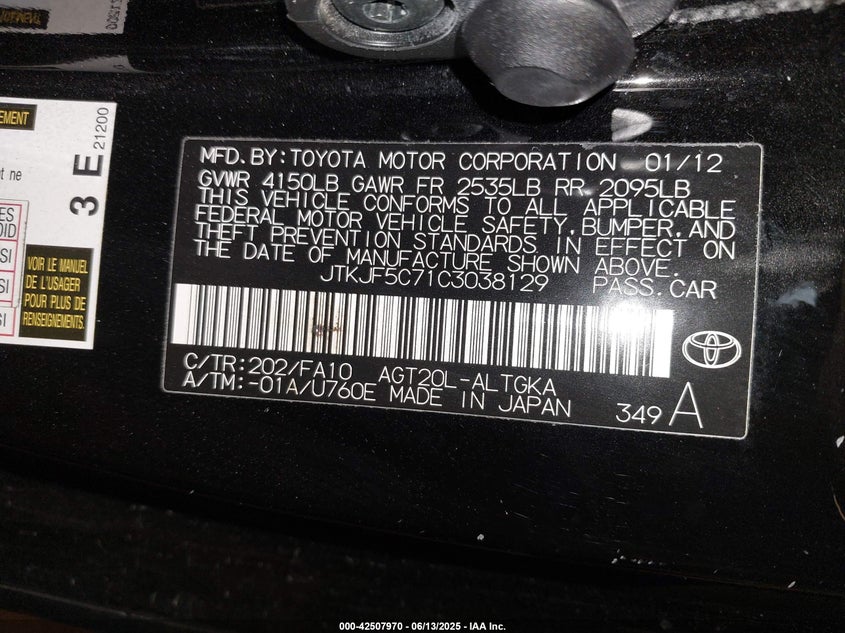 EMENT
3 E 21200
t ne
ES
OID
SI
SI
SI
VOIR LE MANUEL
DE L'USAGER
POUR PLUS DE
RENSEIGNEMENTS.
MFD.BY:TOYOTA MOTOR CORPORATION 01/12
GVWR 4150LB GAWR FR 2535LB RR 2095LB
THIS VEHICLE CONFORMS TO ALL APPLICABLE
FEDERAL MOTOR VEHICLE SAFETY,BUMPER,AND
THEFT PREVENTION STANDARDS IN EFFECT ON
THE DATE OF MANUFACTURE SHOWN ABOVE.
JTKJF5C71C3038129 PASS.CAR
C/TR:202/FA10 AGT20L-ALTGKA
A/TM:-01A/U760E MADE IN JAPAN 349 A
000-42507970 - 06/13/2025 - IAA Inc.